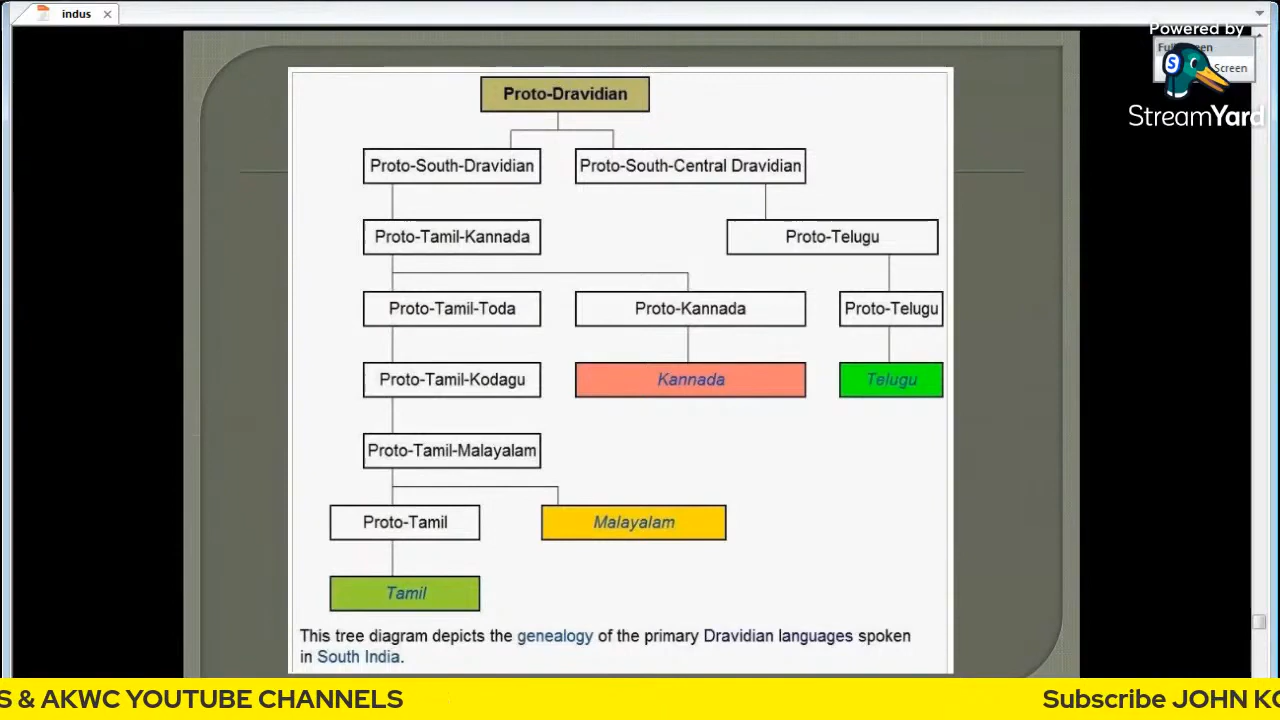 indus
Powered by
Screen
StreamYard
Proto-Dravidian
Proto-South-Dravidian
Proto-South-Central Dravidian
Proto-Tamil-Kannada
Proto-Telugu
Proto-Tamil-Toda
Proto-Kannada
Proto-Telugu
Proto-Tamil-Kodagu
Kannada
Telugu
Proto-Tamil-Malayalam
Proto-Tamil
Malayalam
Tamil
This tree diagram depicts the genealogy of the primary Dravidian languages spoken
in South India.
S & AKWC YOUTUBE CHANNELS
Subscribe JOHN KO